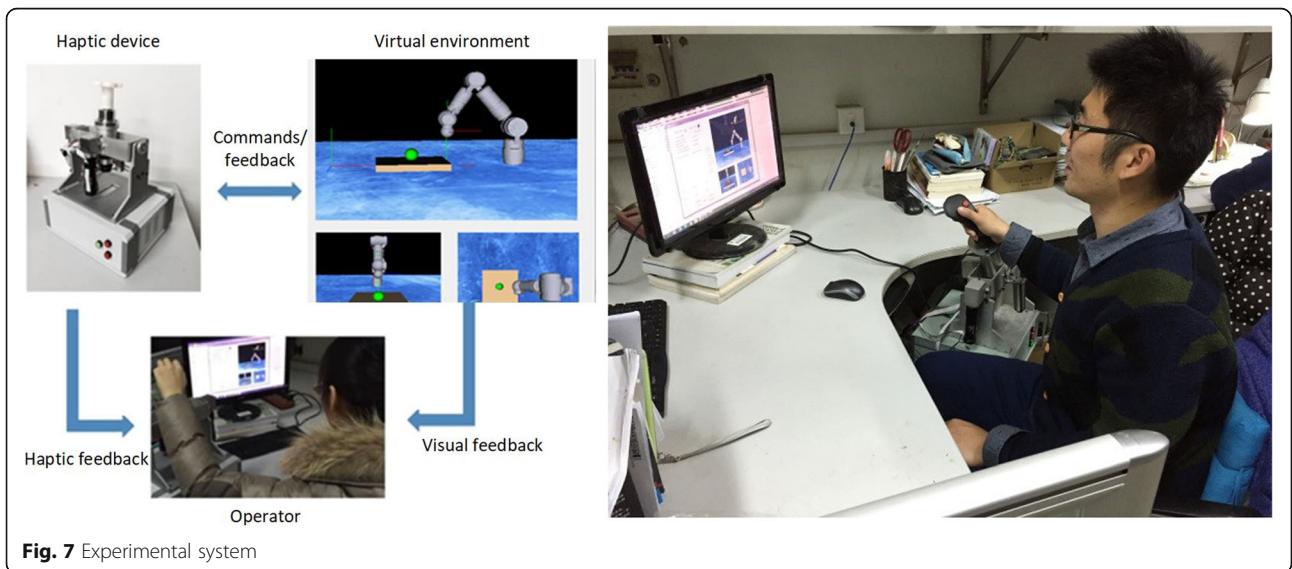 Haptic device
Virtual environment
Commands/
feedback
Haptic feedback
Visual feedback
Operator
Fig. 7 Experimental system